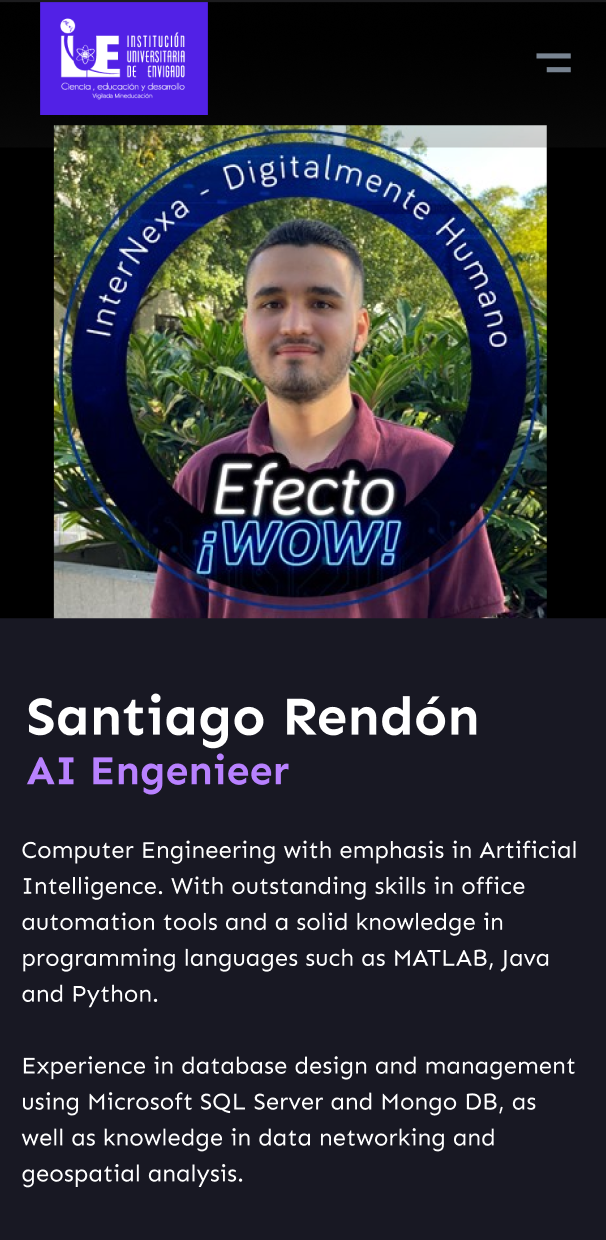 INSTITUCIÓN
UNIVERSITARIA
DE ENVIGADO
Ciencia, educación y desarrollo
Vigilada Mineducación
InterNexa - Digitalmente Humano
Efecto
¡WOW!
Santiago Rendón
AI Engenieer
Computer Engineering with emphasis in Artificial
Intelligence. With outstanding skills in office
automation tools and a solid knowledge in
programming languages such as MATLAB, Java
and Python.
Experience in database design and management
using Microsoft SQL Server and Mongo DB, as
well as knowledge in data networking and
geospatial analysis.